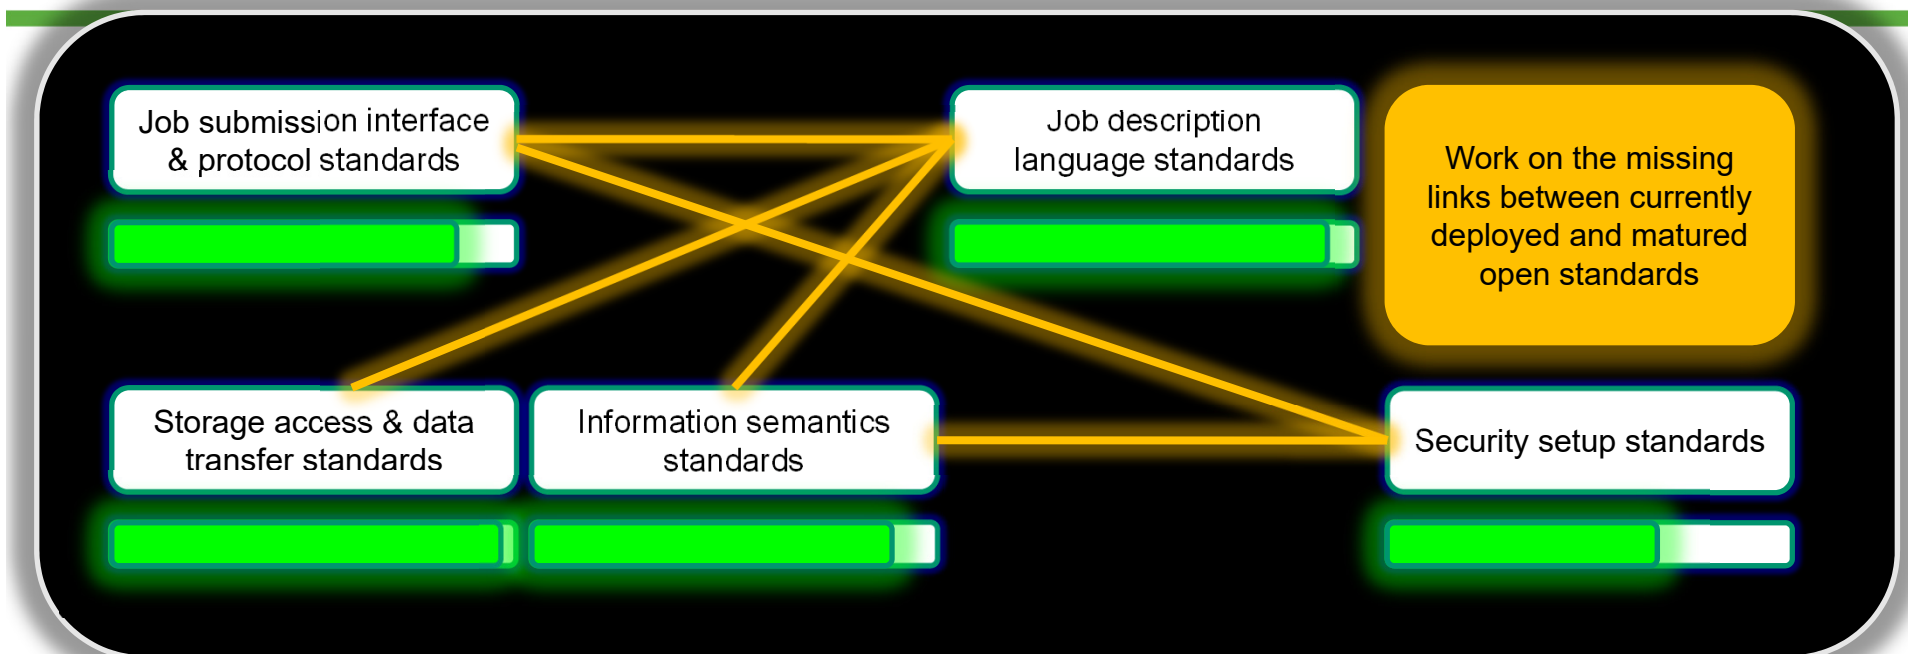 Job submission interface
& protocol standards
Job description
language standards
Work on the missing
links between currently
deployed and matured
open standards
Storage access & data
transfer standards
Information semantics
standards
Security setup standards